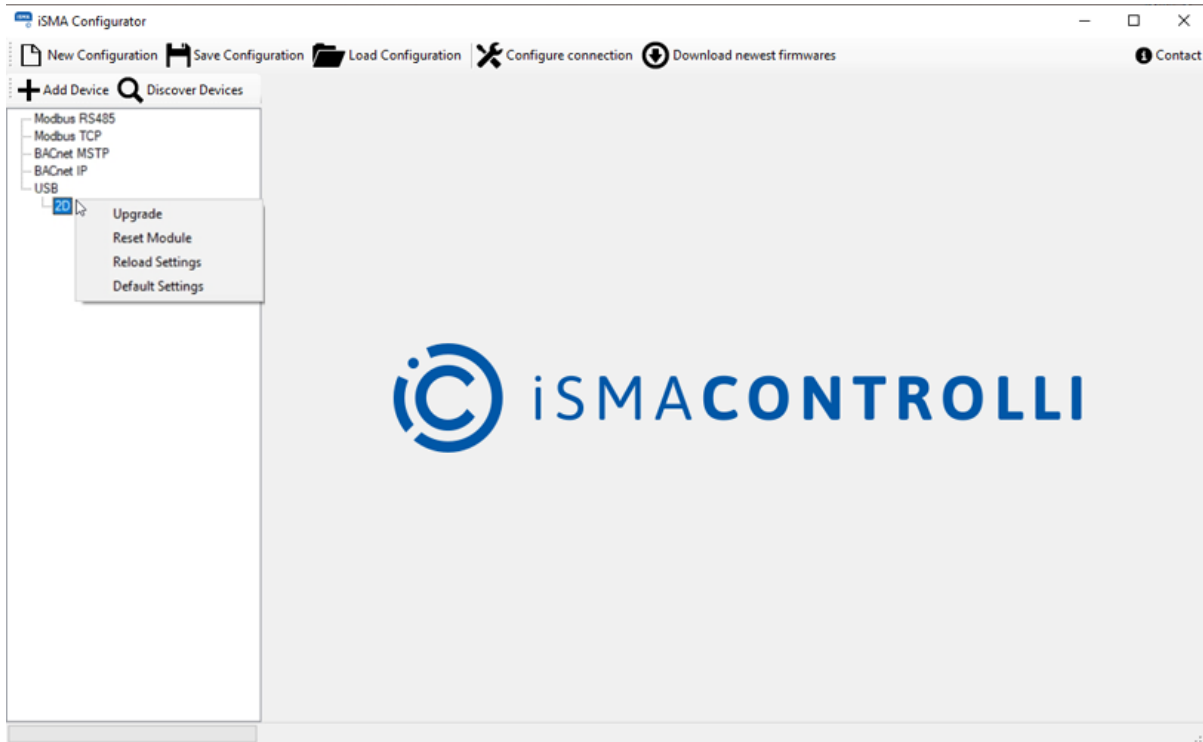 iSMA Configurator
New Configuration Save Configuration Load Configuration Configure connection Download newest firmwares Contact
Add Device Discover Devices
Modbus RS485
Modbus TCP
BACnet MSTP
BACnet IP
USB
2D
Upgrade
Reset Module
Reload Settings
Default Settings
iSMACONTROLLI